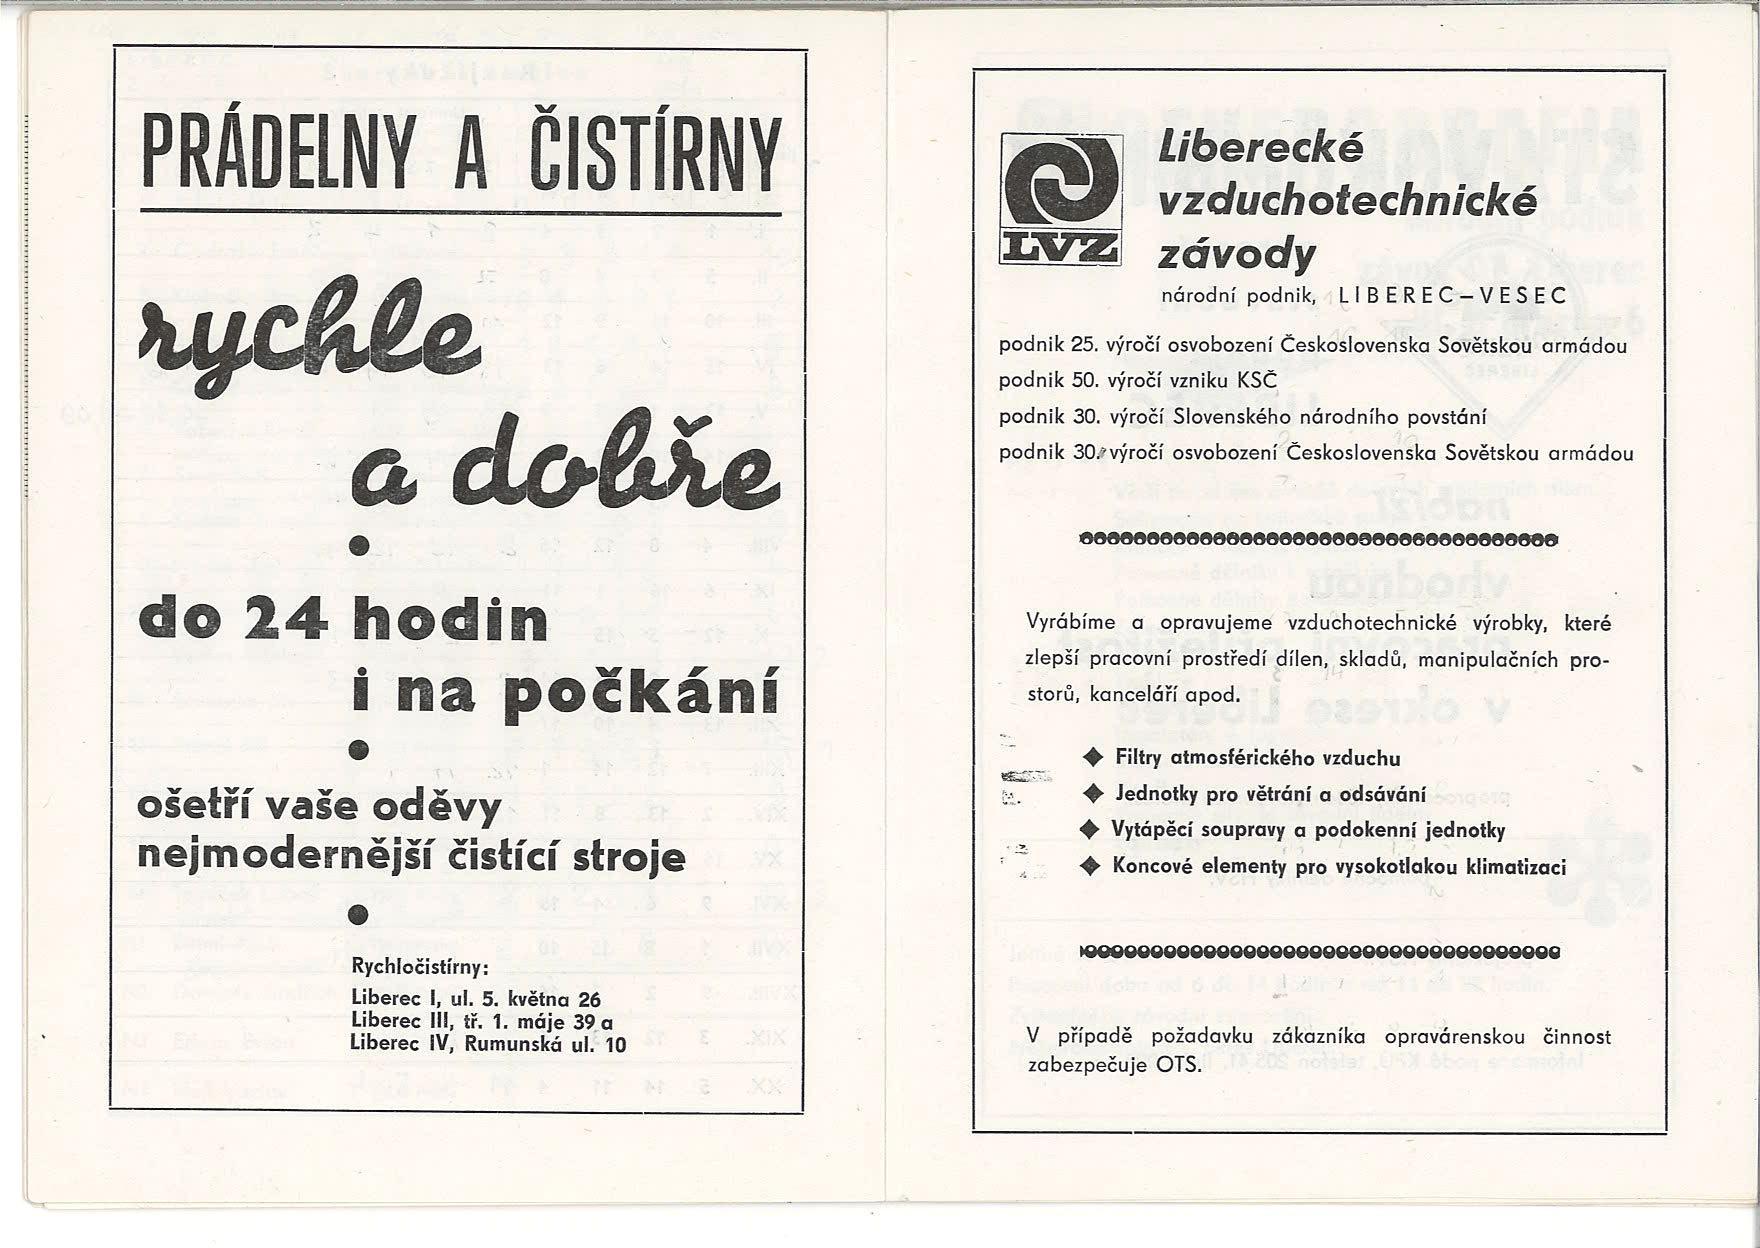 PRÁDELNY A ČISTÍRNY
rychle
a dobře
do 24 hodin
i na počkání
ošetří vaše oděvy
nejmodernější čistící stroje
Rychločistírny:
Liberec I, ul. 5. května 26
Liberec III, tř. 1. máje 39 a
Liberec IV, Rumunská ul. 10
LVZ
Liberecké
vzduchotechnické
závody
národní podnik, LIBEREC–VESEC
podnik 25. výročí osvobození Československa Sovětskou armádou
podnik 50. výročí vzniku KSČ
podnik 30. výročí Slovenského národního povstání
podnik 30. výročí osvobození Československa Sovětskou armádou
Vyrábíme a opravujeme vzduchotechnické výrobky, které
zlepší pracovní prostředí dílen, skladů, manipulačních pro-
storů, kanceláří apod.
◆ Filtry atmosférického vzduchu
◆ Jednotky pro větrání a odsávání
◆ Vytápěcí soupravy a podokenní jednotky
◆ Koncové elementy pro vysokotlakou klimatizaci
V případě požadavku zákazníka opravárenskou činnost
zabezpečuje OTS.